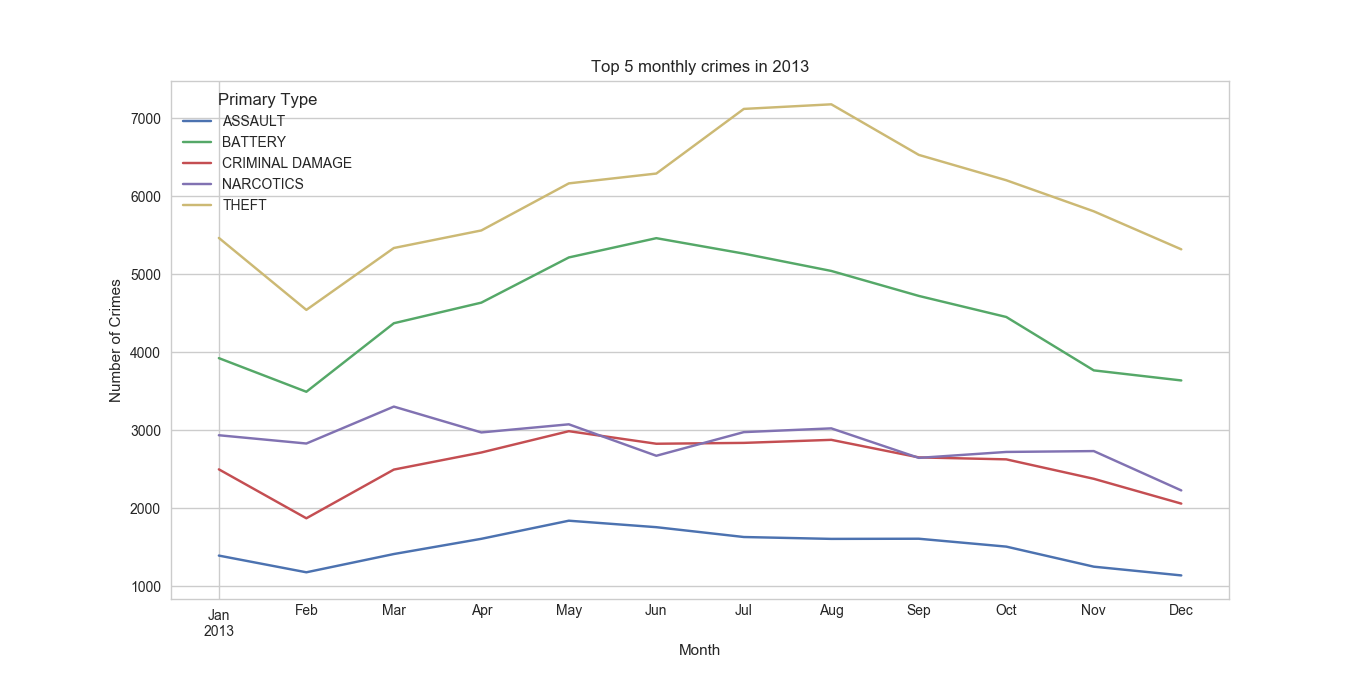 Top 5 monthly crimes in 2013
Primary Type
ASSAULT
BATTERY
CRIMINAL DAMAGE
NARCOTICS
THEFT
Number of Crimes
7000
6000
5000
4000
3000
2000
1000
Jan Feb Mar Apr May Jun Jul Aug Sep Oct Nov Dec
2013
Month